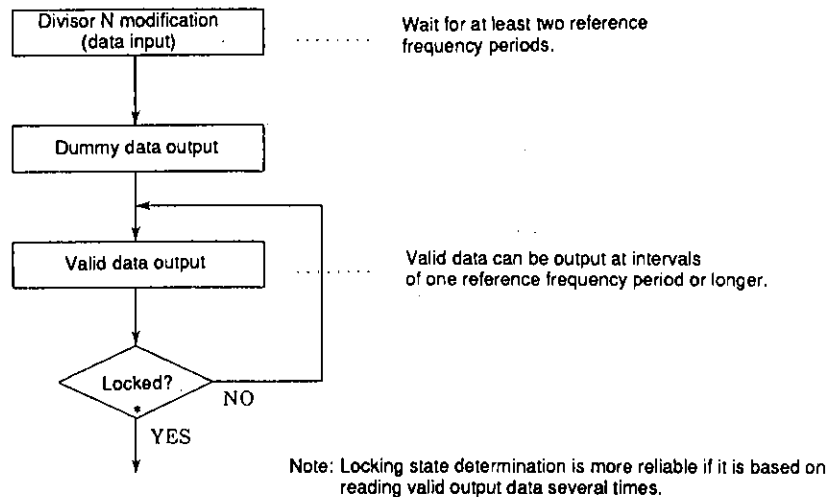 Divisor N modification
(data input)
Wait for at least two reference
frequency periods.
Dummy data output
Valid data output
Valid data can be output at intervals
of one reference frequency period or longer.
Locked?
*
NO
YES
Note: Locking state determination is more reliable if it is based on
reading valid output data several times.